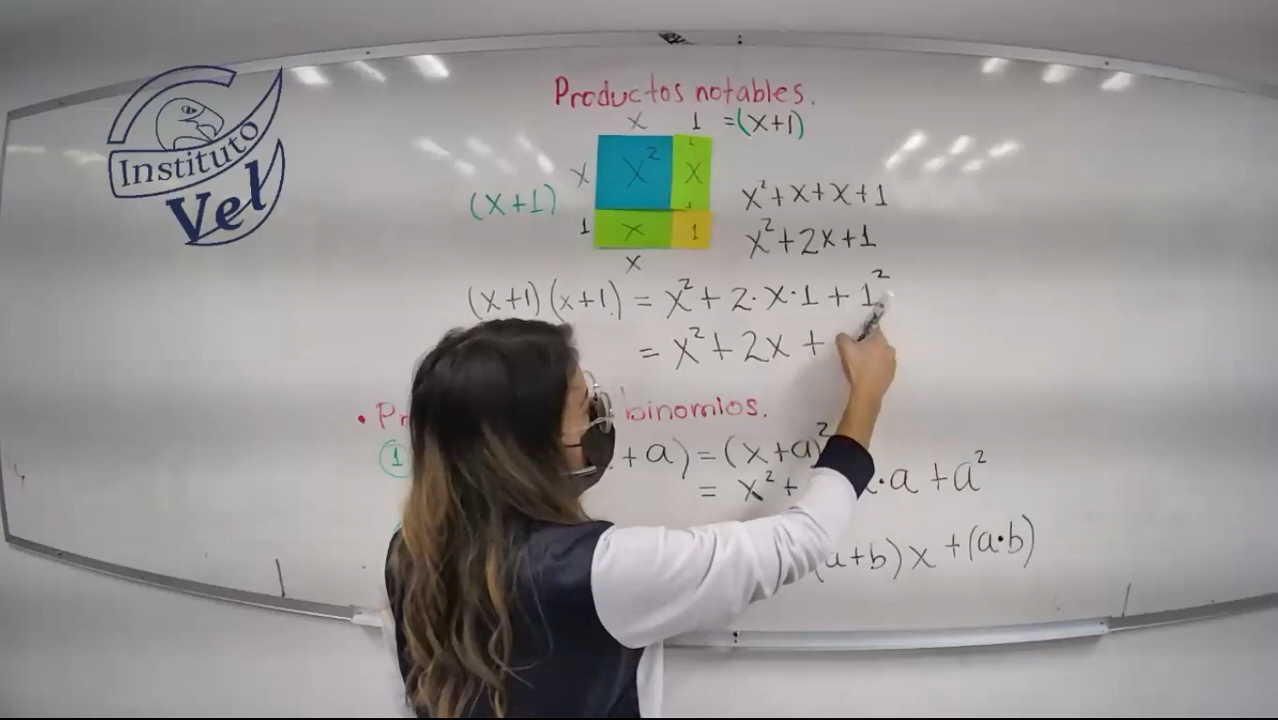 Instituto
Vel
Productos notables.
x 1 =(x+1)
x x² x
(x+1)
1 x 1
x
x²+x+x+1
x²+2x+1
(x+1)(x+1) = x²+2·x·1+1²
= x²+2x+
binomios.
1 +a)=(x+a)²
= x²+ ·a+a²
a+b)x+(a·b)